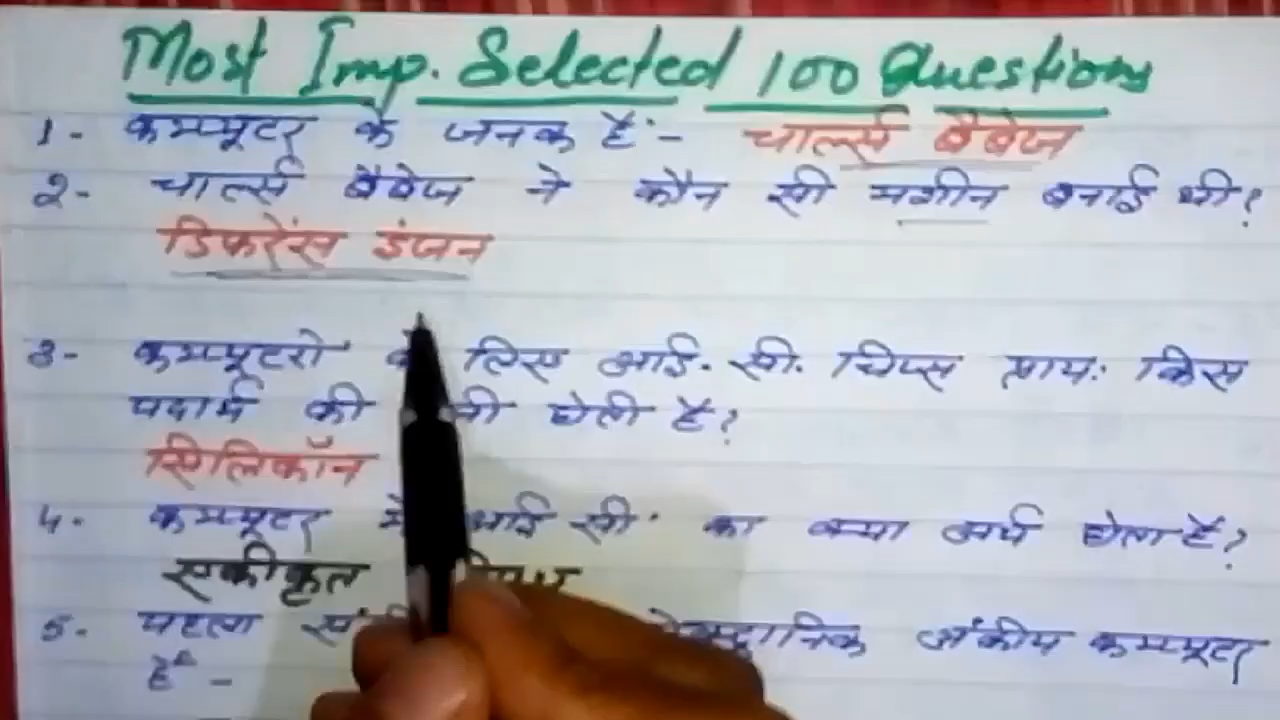 Most Imp. Selected 100 Questions
1- कम्प्यूटर के जनक है:- चार्ल्स बैबेज
2- चार्ल्स बैबेज ने कौन सी मशीन बनाई थी?
डिफरेंस इंजन
3- कम्प्यूटरो के लिए आई. सी. चिप्स प्राय: किस
पदार्थ की होती है?
सिलिकॉन
4. कम्प्यूटर में आई सी. का क्या अर्थ होता है?
एकीकृत
5. पहला अंकीय कम्प्यूटर
है -